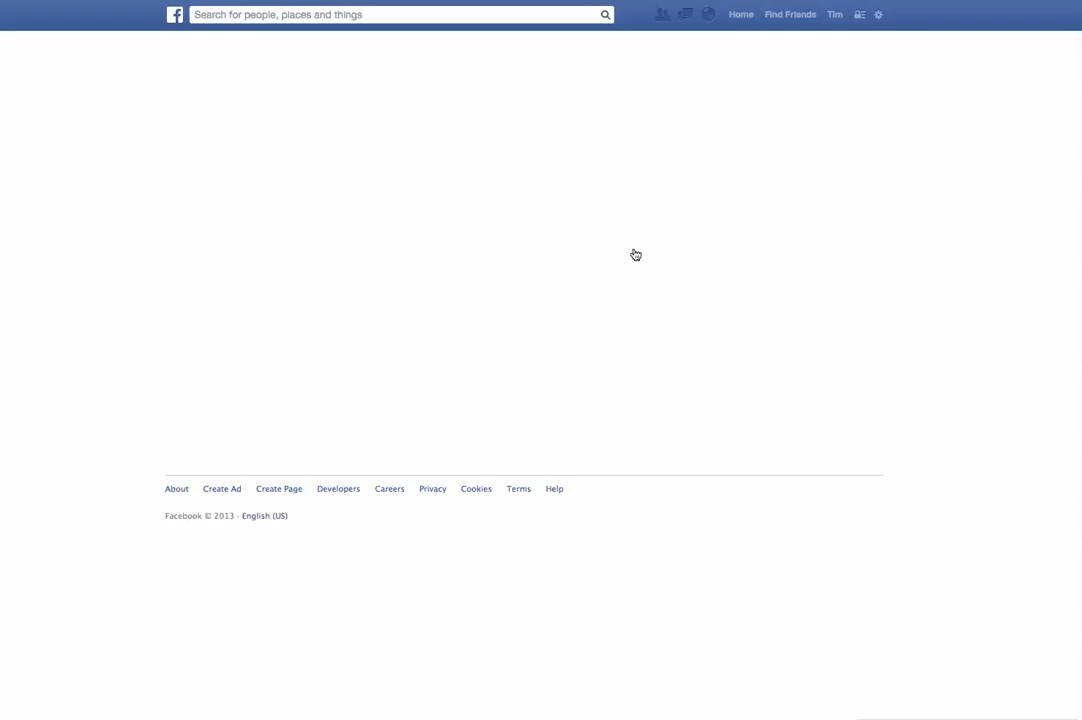 Search for people, places and things Home Find Friends Tim
About Create Ad Create Page Developers Careers Privacy Cookies Terms Help
Facebook © 2013 · English (US)